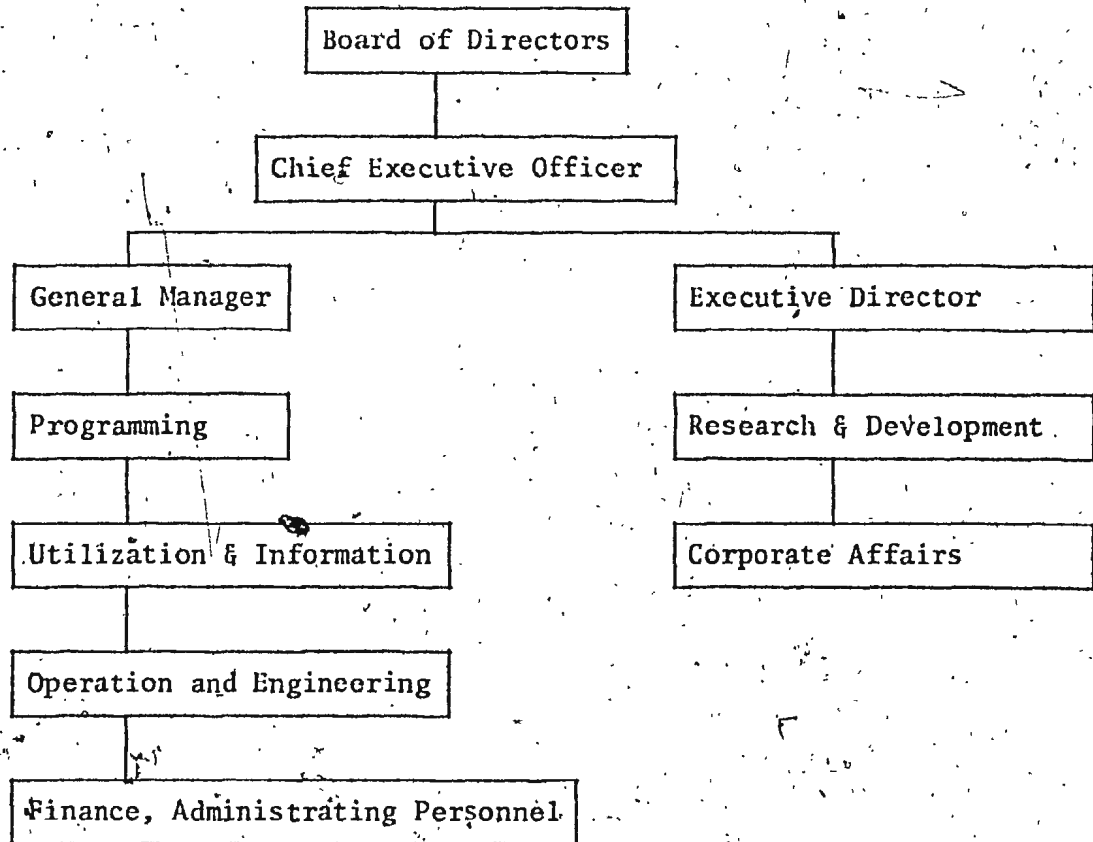 Board of Directors
Chief Executive Officer
General Manager
Executive Director
Programming
Research & Development
Utilization & Information
Corporate Affairs
Operation and Engineering
Finance, Administrating Personnel